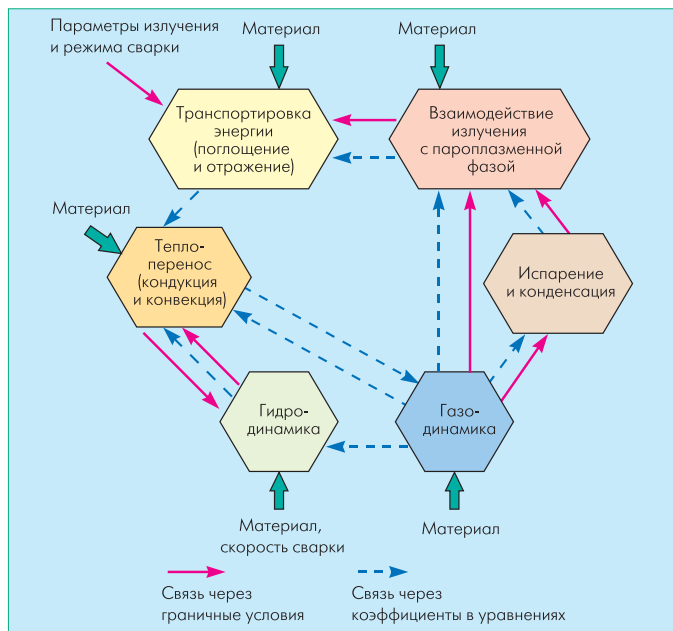 Параметры излучения
и режима сварки
Материал
Материал
Транспортировка
энергии
(поглощение
и отражение)
Взаимодействие
излучения
с пароплазменной
фазой
Материал
Тепло-
перенос
(кондукция
и конвекция)
Испарение
и конденсация
Гидро-
динамика
Газо-
динамика
Материал,
скорость сварки
Материал
Связь через
граничные условия
Связь через
коэффициенты в уравнениях